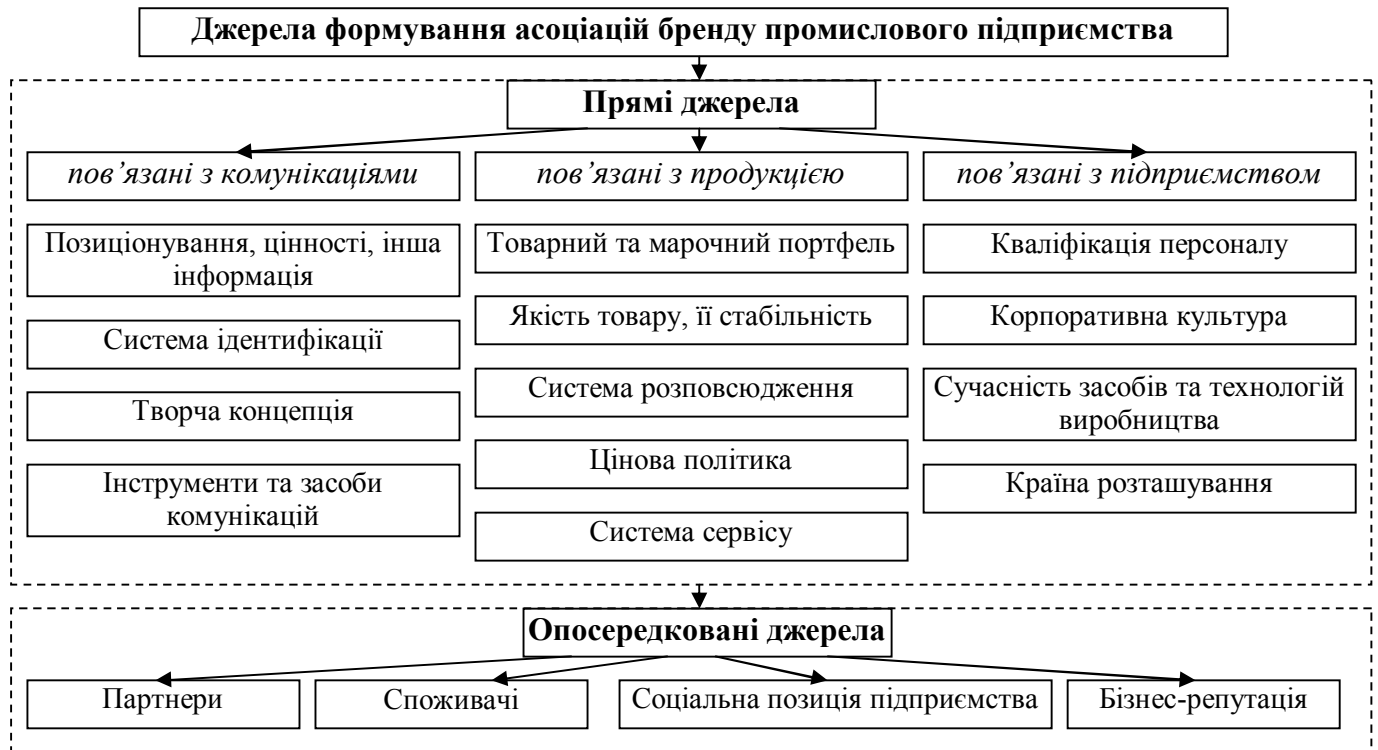 Джерела формування асоціацій бренду промислового підприємства
Прямі джерела
пов’язані з комунікаціями
пов’язані з продукцією
пов’язані з підприємством
Позиціонування, цінності, інша
інформація
Система ідентифікації
Творча концепція
Інструменти та засоби
комунікацій
Товарний та марочний портфель
Якість товару, її стабільність
Система розповсюдження
Цінова політика
Система сервісу
Кваліфікація персоналу
Корпоративна культура
Сучасність засобів та технологій
виробництва
Країна розташування
Опосередковані джерела
Партнери
Споживачі
Соціальна позиція підприємства
Бізнес-репутація